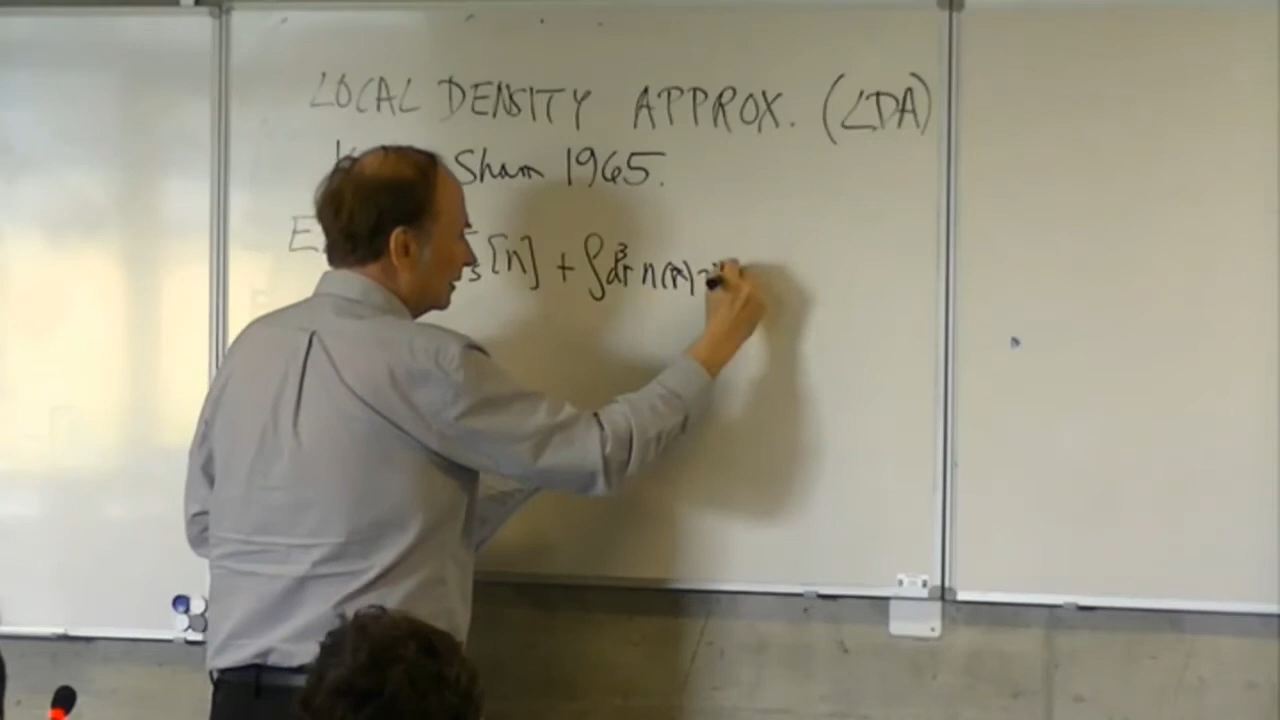 LOCAL DENSITY APPROX. (LDA)
Sham 1965.
E s[n] + ∫d³r n(r)